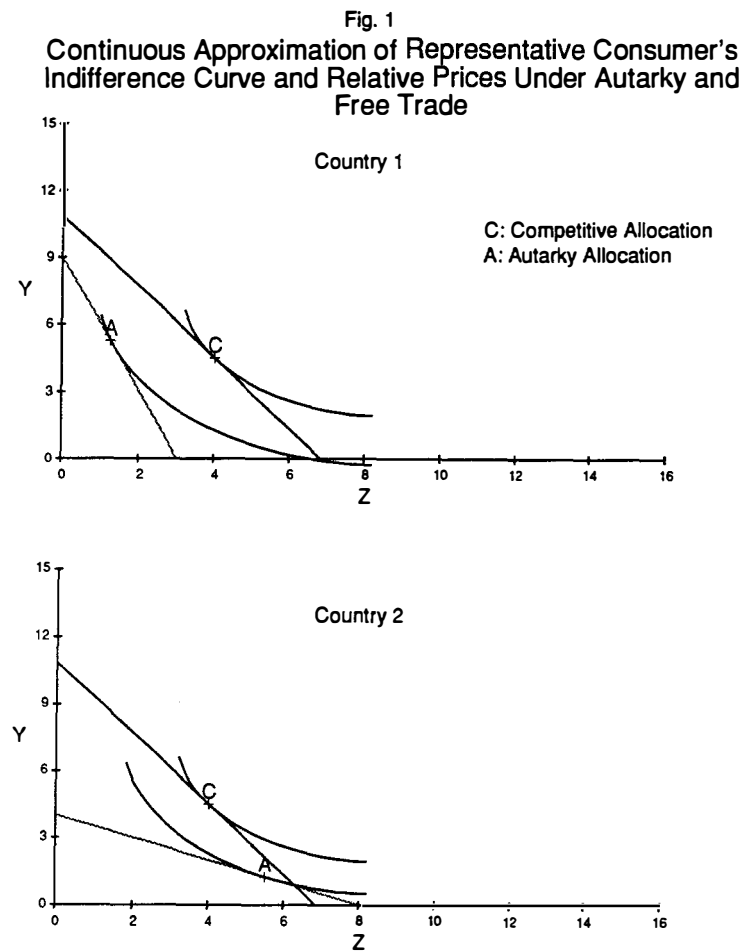 Fig. 1
Continuous Approximation of Representative Consumer's
Indifference Curve and Relative Prices Under Autarky and
Free Trade
Country 1
C: Competitive Allocation
A: Autarky Allocation
15
12
9
6
3
0
Y
A
C
0 2 4 6 8 10 12 14 16
Z
Country 2
15
12
9
6
3
0
Y
C
A
0 2 4 6 8 10 12 14 16
Z